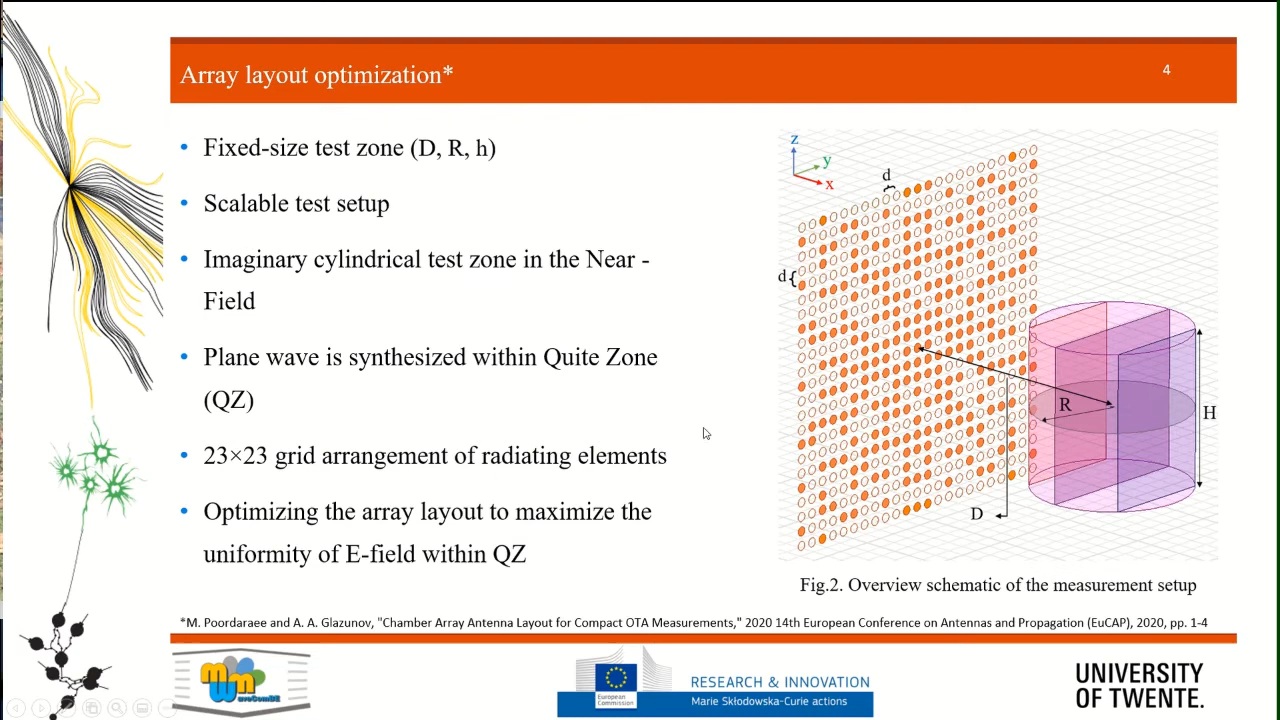 Array layout optimization*
4
• Fixed-size test zone (D, R, h)
• Scalable test setup
• Imaginary cylindrical test zone in the Near -
Field
• Plane wave is synthesized within Quite Zone
(QZ)
• 23×23 grid arrangement of radiating elements
• Optimizing the array layout to maximize the
uniformity of E-field within QZ
z
y
x
d
d
R
H
D
Fig.2. Overview schematic of the measurement setup
*M. Poordaraee and A. A. Glazunov, "Chamber Array Antenna Layout for Compact OTA Measurements," 2020 14th European Conference on Antennas and Propagation (EuCAP), 2020, pp. 1-4
mmWaveComBE
European
Commission
RESEARCH & INNOVATION
Marie Skłodowska-Curie actions
UNIVERSITY
OF TWENTE.